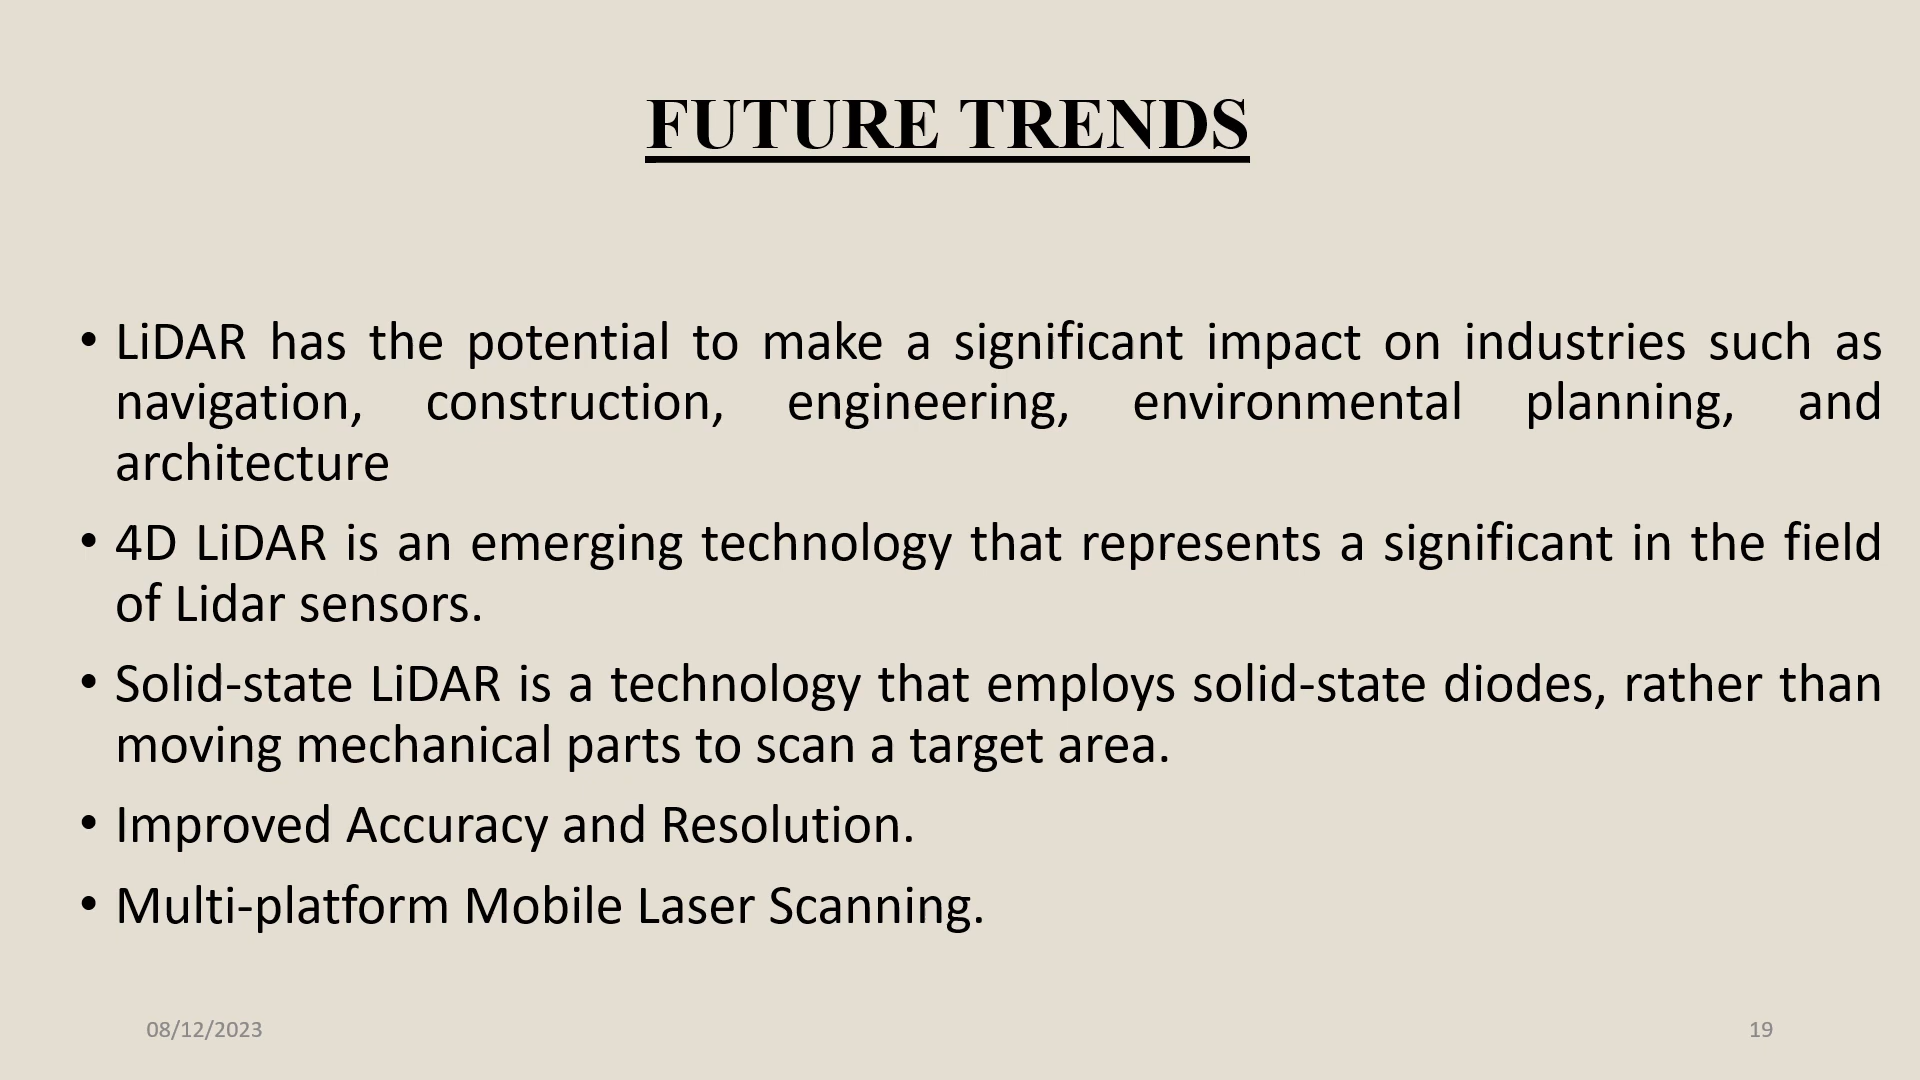 FUTURE TRENDS
• LiDAR has the potential to make a significant impact on industries such as
navigation, construction, engineering, environmental planning, and
architecture
• 4D LiDAR is an emerging technology that represents a significant in the field
of Lidar sensors.
• Solid-state LiDAR is a technology that employs solid-state diodes, rather than
moving mechanical parts to scan a target area.
• Improved Accuracy and Resolution.
• Multi-platform Mobile Laser Scanning.
08/12/2023
19